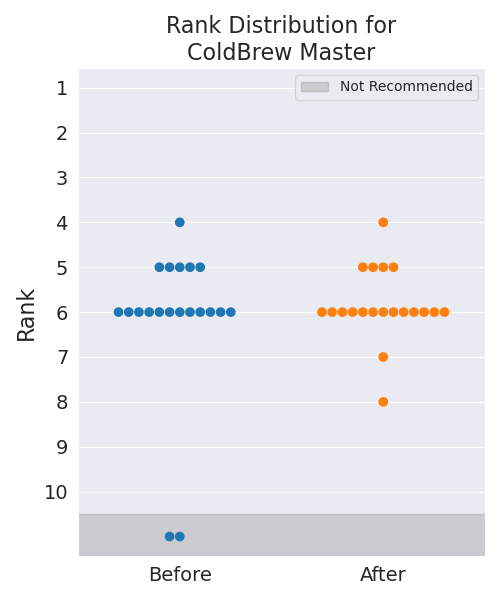 Rank Distribution for
ColdBrew Master
Not Recommended
1
2
3
4
5
6
7
8
9
10
Rank
Before
After